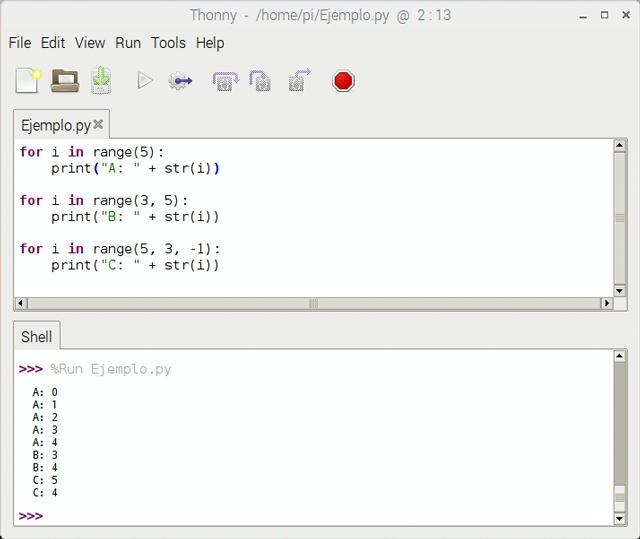 Thonny - /home/pi/Ejemplo.py @ 2:13
File Edit View Run Tools Help
Ejemplo.py
for i in range(5):
    print("A: " + str(i))
for i in range(3, 5):
    print("B: " + str(i))
for i in range(5, 3, -1):
    print("C: " + str(i))
Shell
>>> %Run Ejemplo.py
A: 0
A: 1
A: 2
A: 3
A: 4
B: 3
B: 4
C: 5
C: 4
>>>